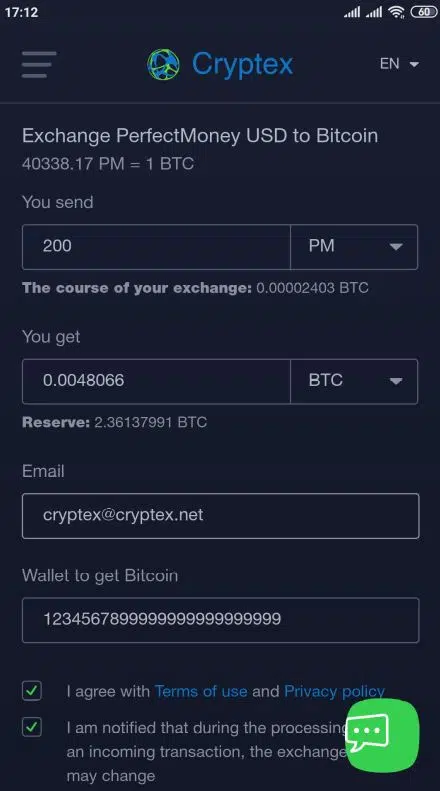 17:12
60
Cryptex
EN
Exchange PerfectMoney USD to Bitcoin
40338.17 PM = 1 BTC
You send
200 PM
The course of your exchange: 0.00002403 BTC
You get
0.0048066 BTC
Reserve: 2.36137991 BTC
Email
cryptex@cryptex.net
Wallet to get Bitcoin
1234567899999999999999999
I agree with Terms of use and Privacy policy
I am notified that during the processing
an incoming transaction, the exchange
may change